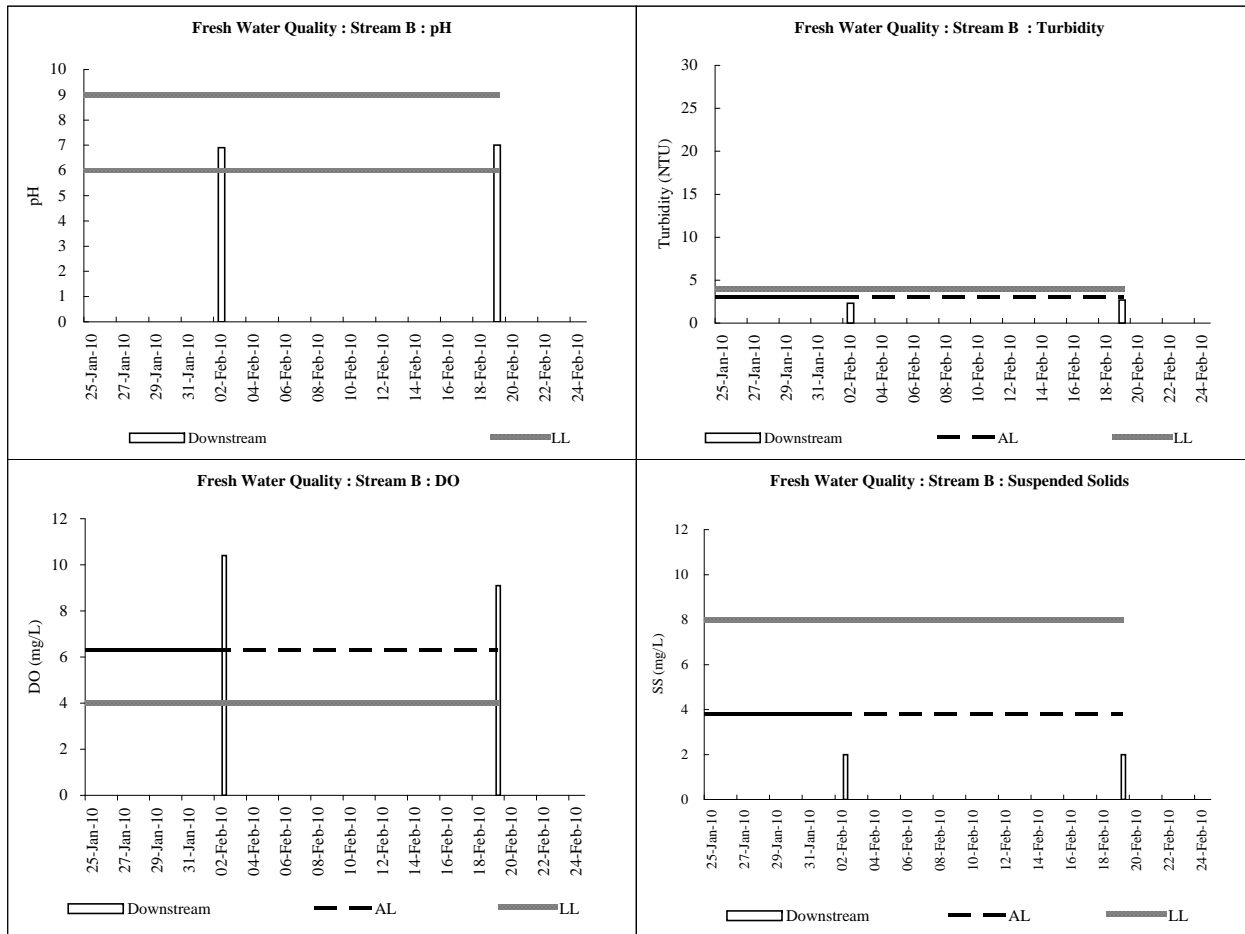 Fresh Water Quality : Stream B : pH
10
9
8
7
6
5
4
3
2
1
0
pH
25-Jan-10
27-Jan-10
29-Jan-10
31-Jan-10
02-Feb-10
04-Feb-10
06-Feb-10
08-Feb-10
10-Feb-10
12-Feb-10
14-Feb-10
16-Feb-10
18-Feb-10
20-Feb-10
22-Feb-10
24-Feb-10
Downstream LL
Fresh Water Quality : Stream B : Turbidity
30
25
20
15
10
5
0
Turbidity (NTU)
25-Jan-10
27-Jan-10
29-Jan-10
31-Jan-10
02-Feb-10
04-Feb-10
06-Feb-10
08-Feb-10
10-Feb-10
12-Feb-10
14-Feb-10
16-Feb-10
18-Feb-10
20-Feb-10
22-Feb-10
24-Feb-10
Downstream AL LL
Fresh Water Quality : Stream B : DO
12
10
8
6
4
2
0
DO (mg/L)
25-Jan-10
27-Jan-10
29-Jan-10
31-Jan-10
02-Feb-10
04-Feb-10
06-Feb-10
08-Feb-10
10-Feb-10
12-Feb-10
14-Feb-10
16-Feb-10
18-Feb-10
20-Feb-10
22-Feb-10
24-Feb-10
Downstream AL LL
Fresh Water Quality : Stream B : Suspended Solids
12
10
8
6
4
2
0
SS (mg/L)
25-Jan-10
27-Jan-10
29-Jan-10
31-Jan-10
02-Feb-10
04-Feb-10
06-Feb-10
08-Feb-10
10-Feb-10
12-Feb-10
14-Feb-10
16-Feb-10
18-Feb-10
20-Feb-10
22-Feb-10
24-Feb-10
Downstream AL LL